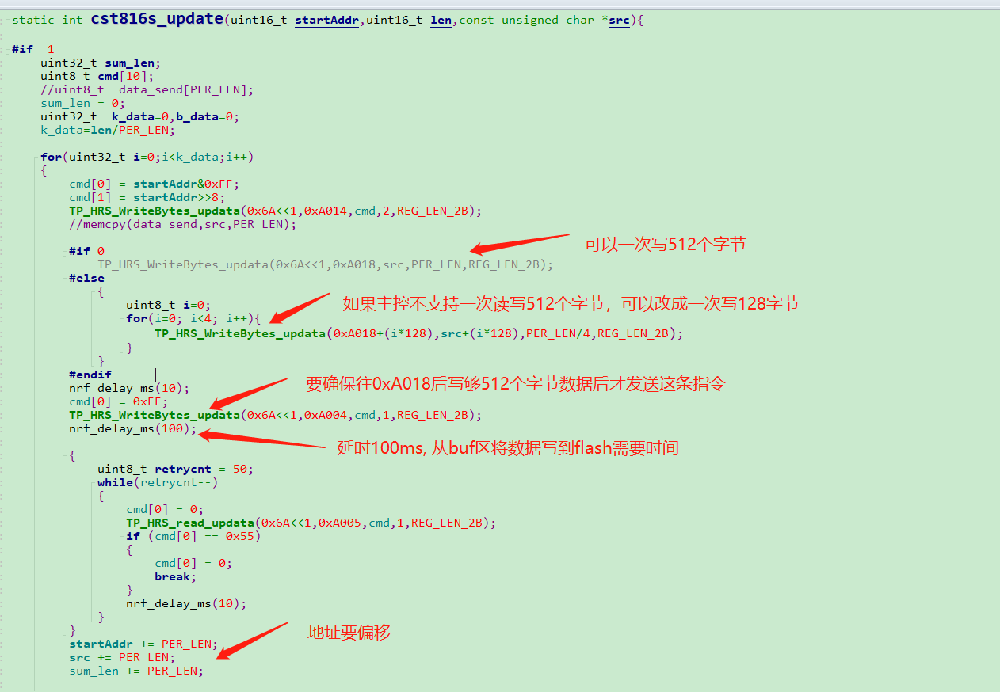 static int cst816s_update(uint16_t startAddr,uint16_t len,const unsigned char *src){
#if 1
uint32_t sum_len;
uint8_t cmd[10];
//uint8_t data_send[PER_LEN];
sum_len = 0;
uint32_t k_data=0,b_data=0;
k_data=len/PER_LEN;
for(uint32_t i=0;i<k_data;i++)
{
cmd[0] = startAddr&0xFF;
cmd[1] = startAddr>>8;
TP_HRS_WriteBytes_updata(0x6A<<1,0xA014,cmd,2,REG_LEN_2B);
//memcpy(data_send,src,PER_LEN);
可以一次写512个字节
#if 0
TP_HRS_WriteBytes_updata(0x6A<<1,0xA018,src,PER_LEN,REG_LEN_2B);
#else
{
uint8_t i=0;
如果主控不支持一次读写512个字节，可以改成一次写128字节
for(i=0; i<4; i++){
TP_HRS_WriteBytes_updata(0xA018+(i*128),src+(i*128),PER_LEN/4,REG_LEN_2B);
}
}
#endif
nrf_delay_ms(10);
要确保往0xA018后写够512个字节数据后才发送这条指令
cmd[0] = 0xEE;
TP_HRS_WriteBytes_updata(0x6A<<1,0xA004,cmd,1,REG_LEN_2B);
nrf_delay_ms(100);
延时100ms, 从buf区将数据写到flash需要时间
{
uint8_t retrycnt = 50;
while(retrycnt--)
{
cmd[0] = 0;
TP_HRS_read_updata(0x6A<<1,0xA005,cmd,1,REG_LEN_2B);
if (cmd[0] == 0x55)
{
cmd[0] = 0;
break;
}
nrf_delay_ms(10);
}
}
地址要偏移
startAddr += PER_LEN;
src += PER_LEN;
sum_len += PER_LEN;